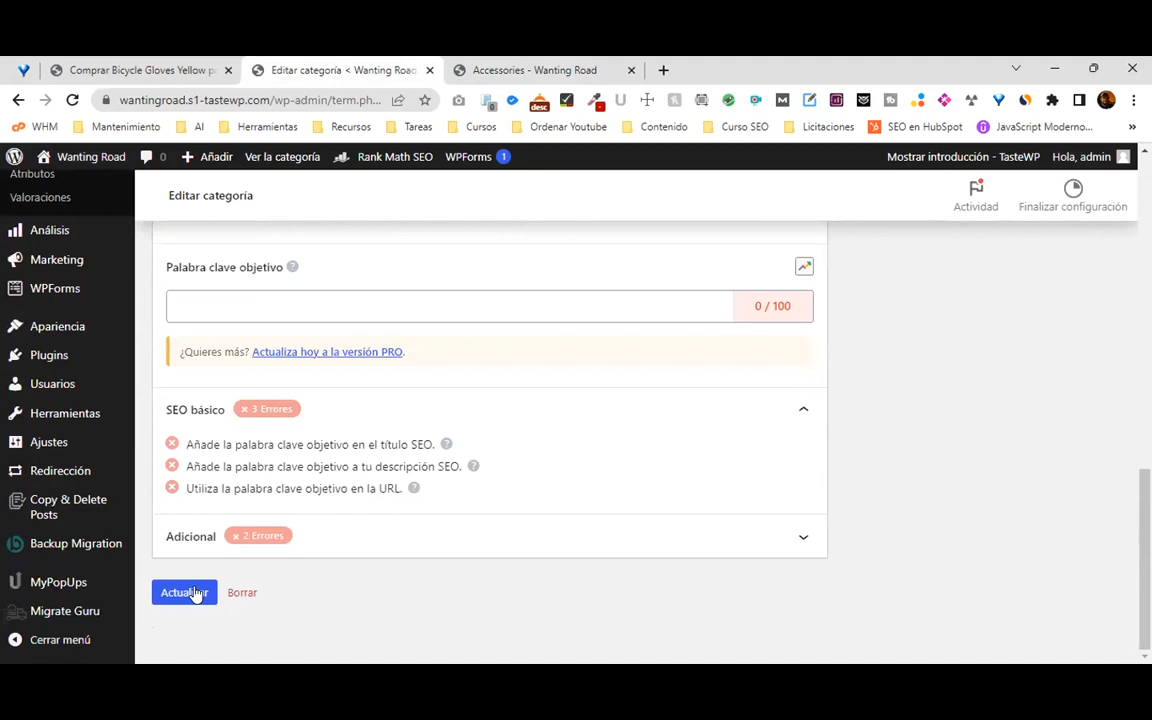 Comprar Bicycle Gloves Yellow p
Editar categoría < Wanting Road
Accessories - Wanting Road
wantingroad.s1-tastewp.com/wp-admin/term.ph...
WHM
Mantenimiento
AI
Herramientas
Recursos
Tareas
Cursos
Ordenar Youtube
Contenido
Curso SEO
Licitaciones
SEO en HubSpot
JavaScript Moderno...
Wanting Road
0
Añadir
Ver la categoría
Rank Math SEO
WPForms 1
Mostrar introducción - TasteWP
Hola, admin
Atributos
Valoraciones
Análisis
Marketing
WPForms
Apariencia
Plugins
Usuarios
Herramientas
Ajustes
Redirección
Copy & Delete
Posts
Backup Migration
MyPopUps
Migrate Guru
Cerrar menú
Editar categoría
Actividad
Finalizar configuración
Palabra clave objetivo
0 / 100
¿Quieres más? Actualiza hoy a la versión PRO.
SEO básico
× 3 Errores
Añade la palabra clave objetivo en el título SEO.
Añade la palabra clave objetivo a tu descripción SEO.
Utiliza la palabra clave objetivo en la URL.
Adicional
× 2 Errores
Actualizar
Borrar